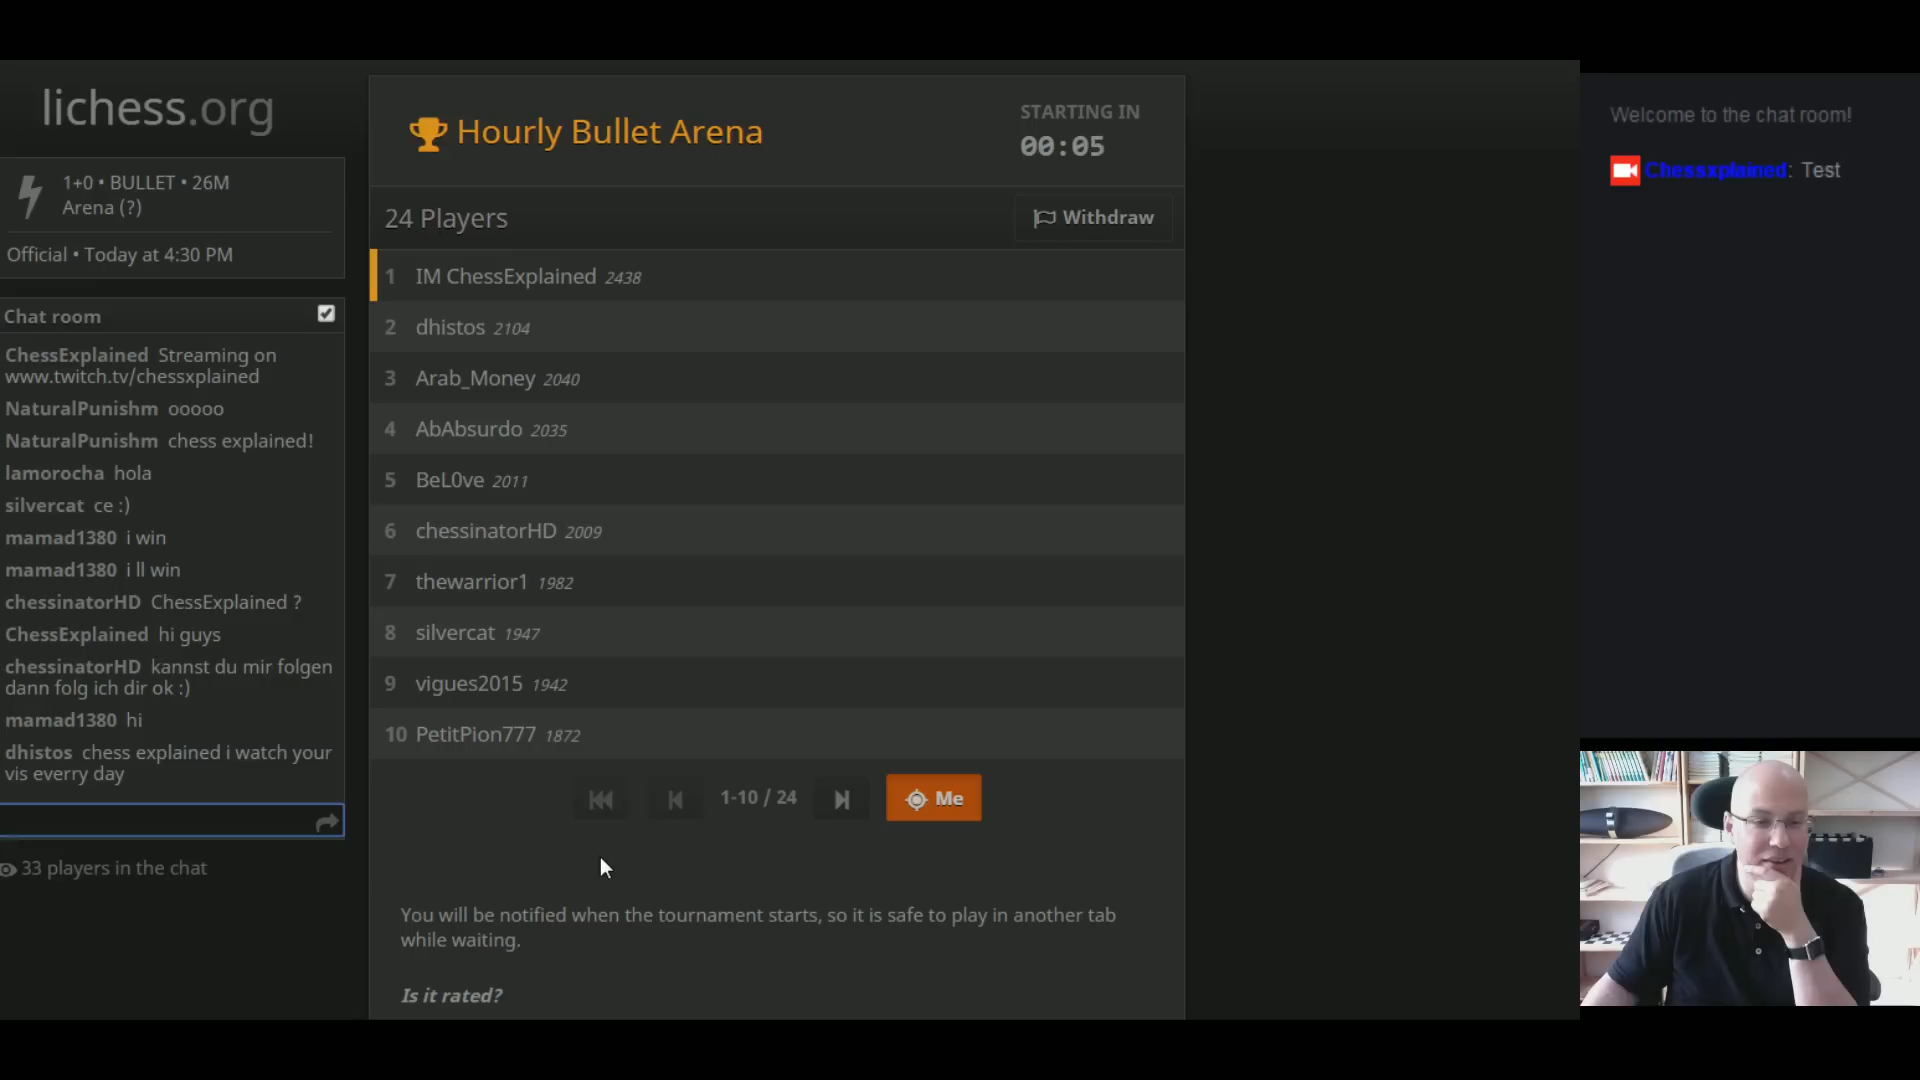 lichess.org
1+0 • BULLET • 26M
Arena (?)
Official • Today at 4:30 PM
Chat room
ChessExplained Streaming on
www.twitch.tv/chessxplained
NaturalPunishm ooooo
NaturalPunishm chess explained!
lamorocha hola
silvercat ce :)
mamad1380 i win
mamad1380 i ll win
chessinatorHD ChessExplained ?
ChessExplained hi guys
chessinatorHD kannst du mir folgen
dann folg ich dir ok :)
mamad1380 hi
dhistos chess explained i watch your
vis everry day
33 players in the chat
Hourly Bullet Arena
STARTING IN
00:05
24 Players
Withdraw
1 IM ChessExplained 2438
2 dhistos 2104
3 Arab_Money 2040
4 AbAbsurdo 2035
5 BeL0ve 2011
6 chessinatorHD 2009
7 thewarrior1 1982
8 silvercat 1947
9 vigues2015 1942
10 PetitPion777 1872
1-10 / 24
Me
You will be notified when the tournament starts, so it is safe to play in another tab
while waiting.
Is it rated?
Welcome to the chat room!
Chessxplained: Test